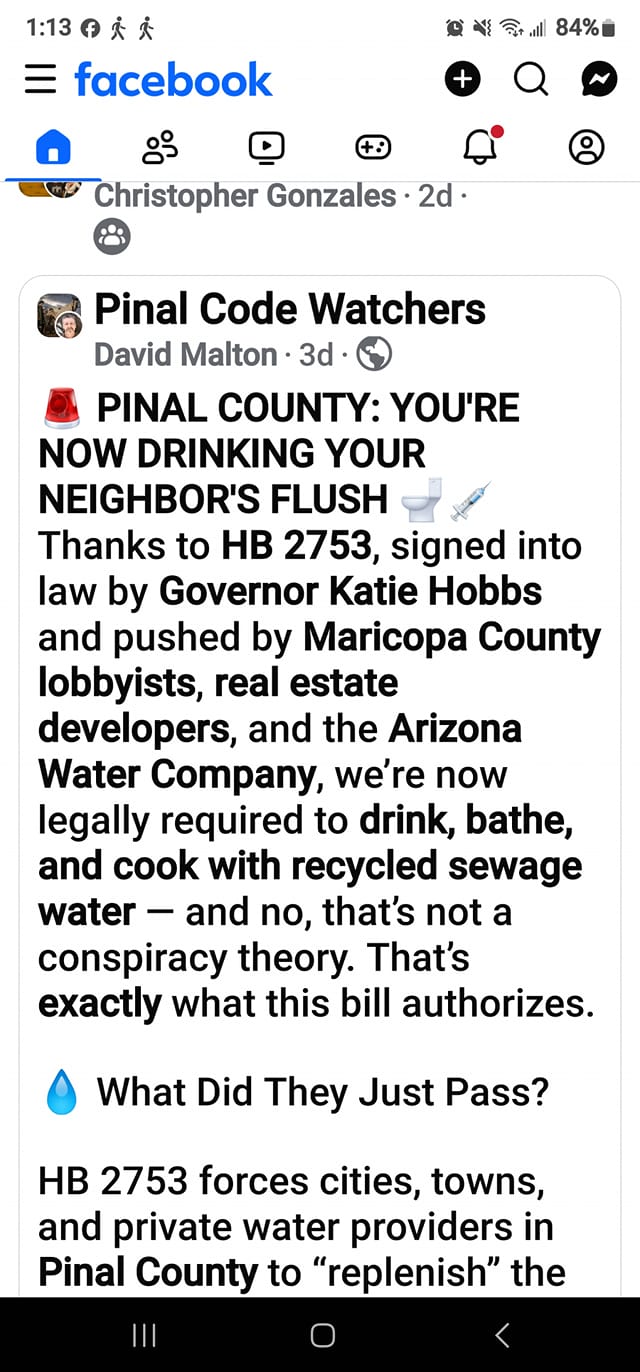 1:13 84%
facebook
Christopher Gonzales · 2d ·
Pinal Code Watchers
David Malton · 3d ·
🚨 PINAL COUNTY: YOU'RE
NOW DRINKING YOUR
NEIGHBOR'S FLUSH 🚽💉
Thanks to HB 2753, signed into
law by Governor Katie Hobbs
and pushed by Maricopa County
lobbyists, real estate
developers, and the Arizona
Water Company, we’re now
legally required to drink, bathe,
and cook with recycled sewage
water — and no, that’s not a
conspiracy theory. That’s
exactly what this bill authorizes.
💧 What Did They Just Pass?
HB 2753 forces cities, towns,
and private water providers in
Pinal County to “replenish” the